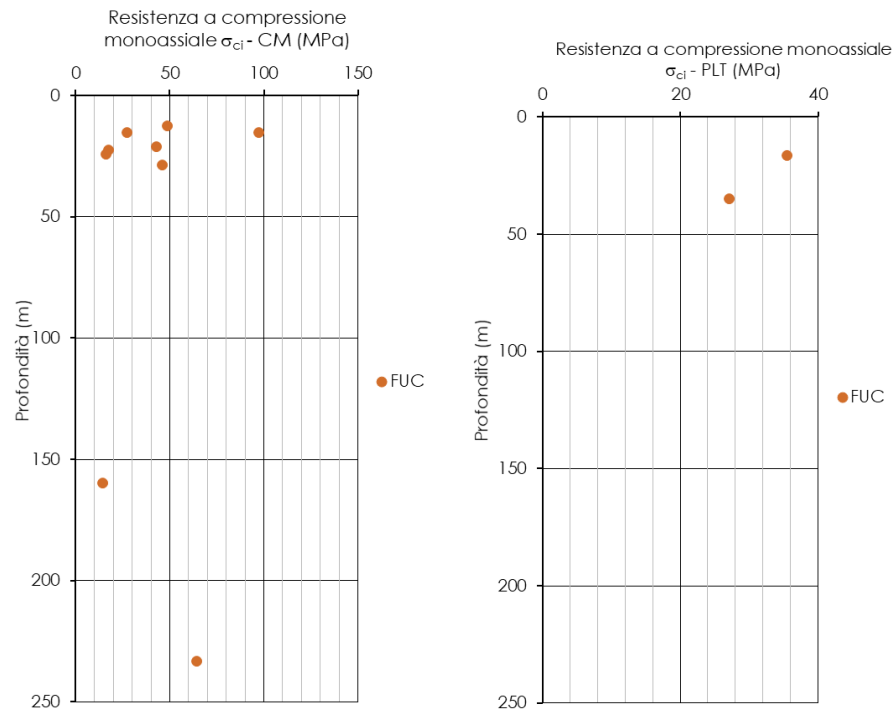 Resistenza a compressione
monoassiale σci - CM (MPa)
0 50 100 150
0
50
100
150
200
250
Profondità (m)
FUC
Resistenza a compressione monoassiale
σci - PLT (MPa)
0 20 40
0
50
100
150
200
250
Profondità (m)
FUC